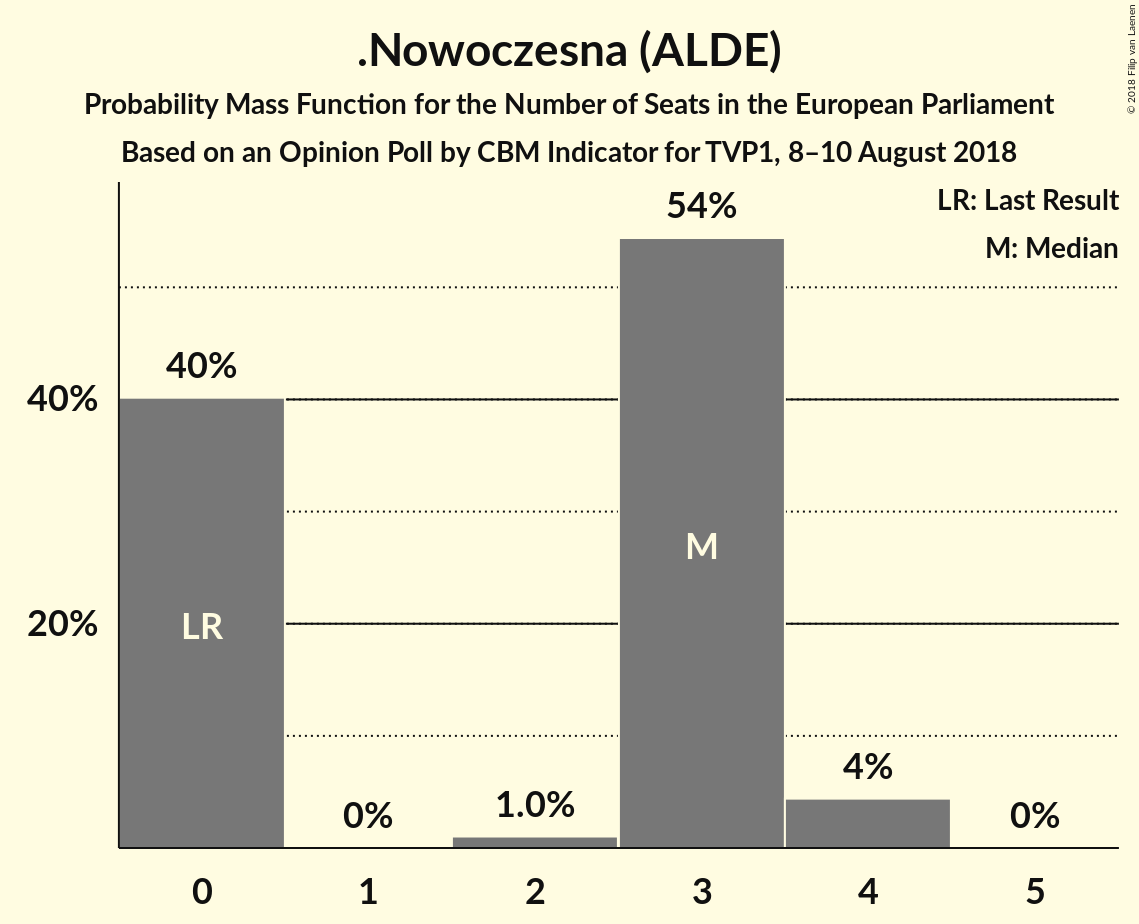 .Nowoczesna (ALDE)
Probability Mass Function for the Number of Seats in the European Parliament
Based on an Opinion Poll by CBM Indicator for TVP1, 8–10 August 2018
© 2018 Filip van Laenen
LR: Last Result
M: Median
54%
40%
40%
M
20%
LR
4%
1.0%
0%
0%
0 1 2 3 4 5